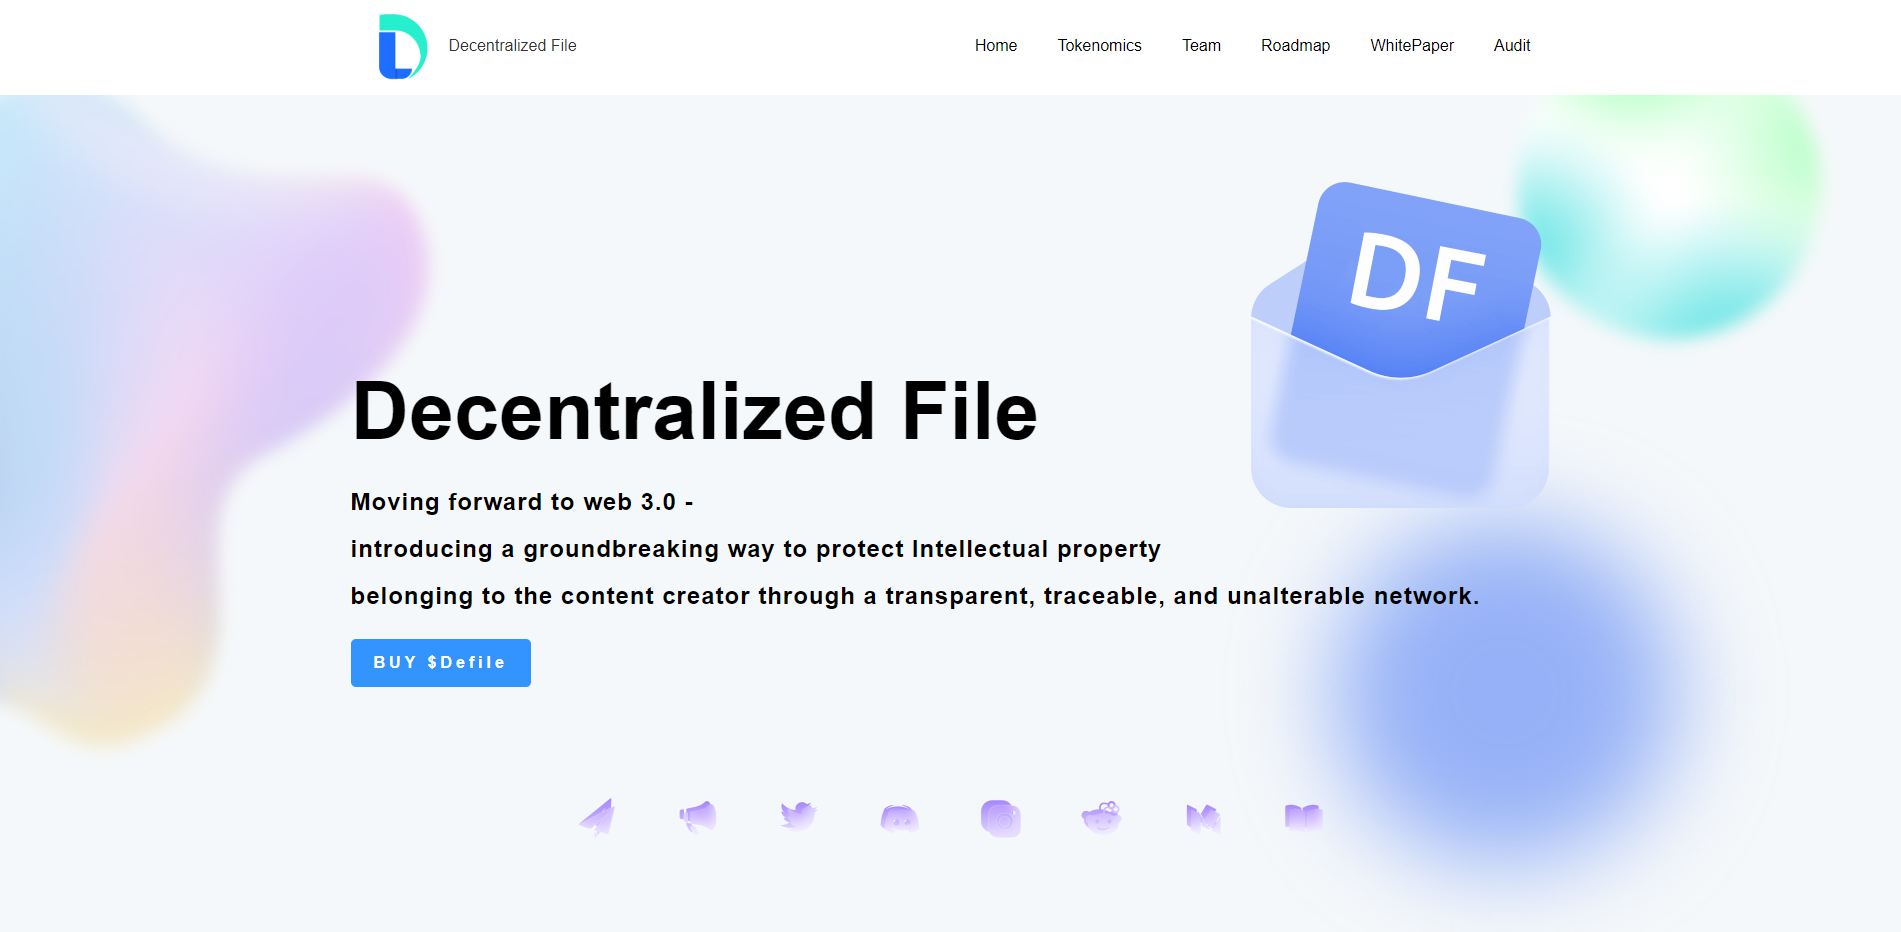 Decentralized File
Home Tokenomics Team Roadmap WhitePaper Audit
DF
Decentralized File
Moving forward to web 3.0 -
introducing a groundbreaking way to protect Intellectual property
belonging to the content creator through a transparent, traceable, and unalterable network.
BUY $Defile